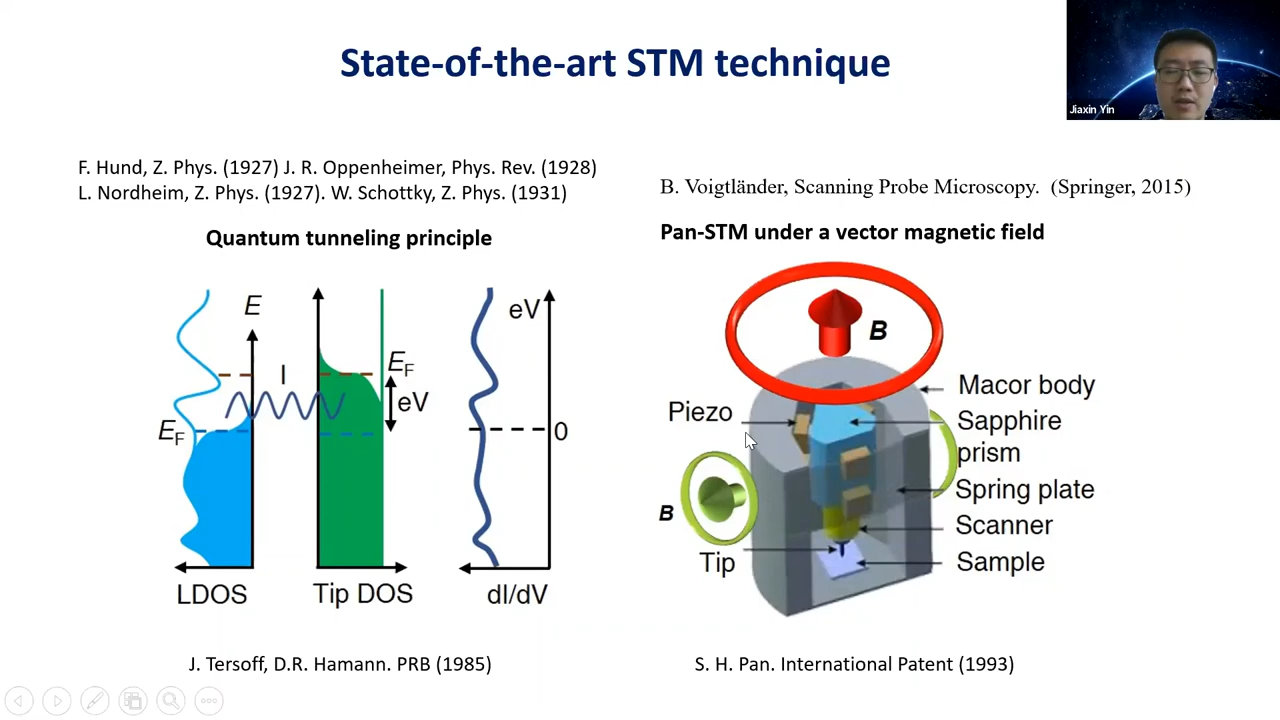 State-of-the-art STM technique
Jiaxin Yin
F. Hund, Z. Phys. (1927) J. R. Oppenheimer, Phys. Rev. (1928)
L. Nordheim, Z. Phys. (1927). W. Schottky, Z. Phys. (1931)
Quantum tunneling principle
E
I
E_F
eV
E_F
LDOS
Tip DOS
eV
0
dI/dV
J. Tersoff, D.R. Hamann. PRB (1985)
B. Voigtländer, Scanning Probe Microscopy. (Springer, 2015)
Pan-STM under a vector magnetic field
B
Macor body
Piezo
Sapphire
prism
Spring plate
B
Scanner
Tip
Sample
S. H. Pan. International Patent (1993)